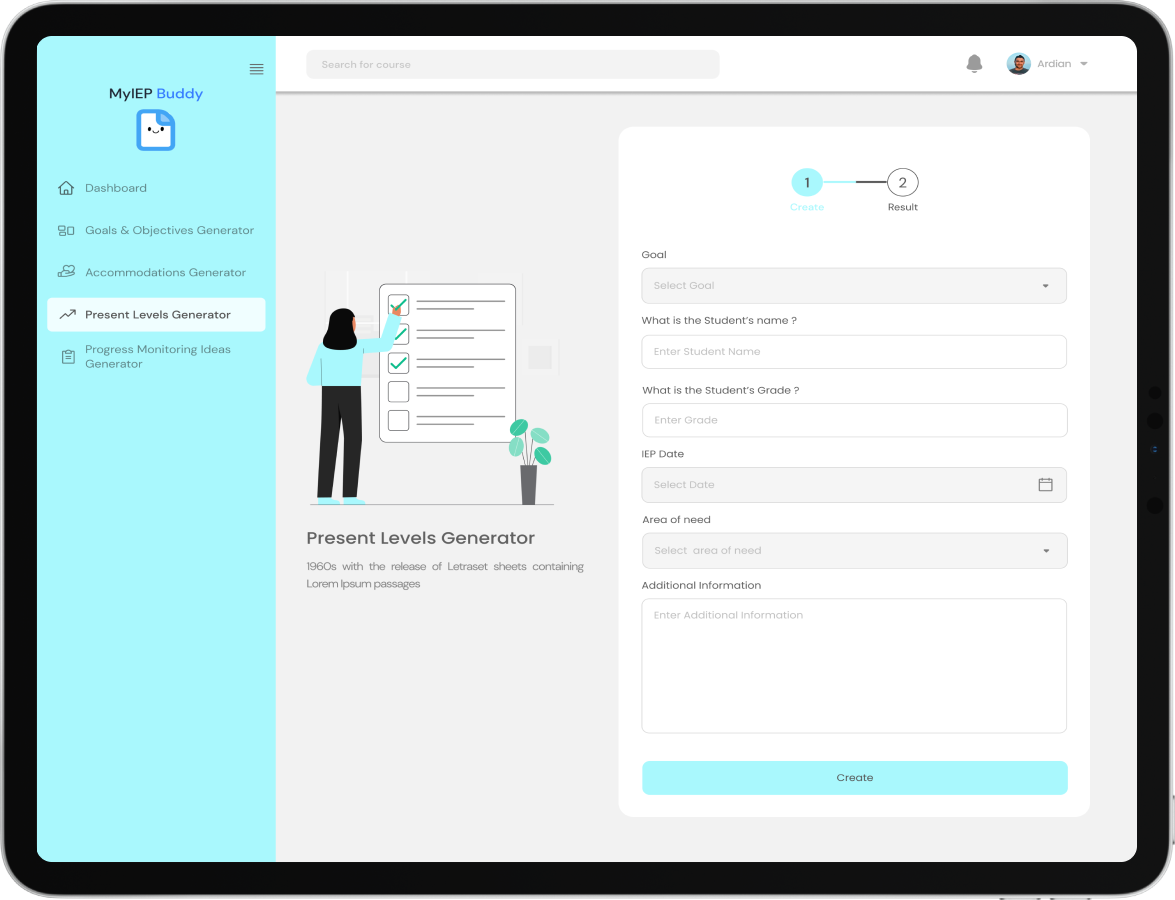 Search for course
Ardian
MyIEP Buddy
Dashboard
Goals & Objectives Generator
Accommodations Generator
Present Levels Generator
Progress Monitoring Ideas
Generator
Present Levels Generator
1960s with the release of Letraset sheets containing
Lorem Ipsum passages
1
2
Create
Result
Goal
Select Goal
What is the Student's name ?
Enter Student Name
What is the Student's Grade ?
Enter Grade
IEP Date
Select Date
Area of need
Select area of need
Additional Information
Enter Additional Information
Create